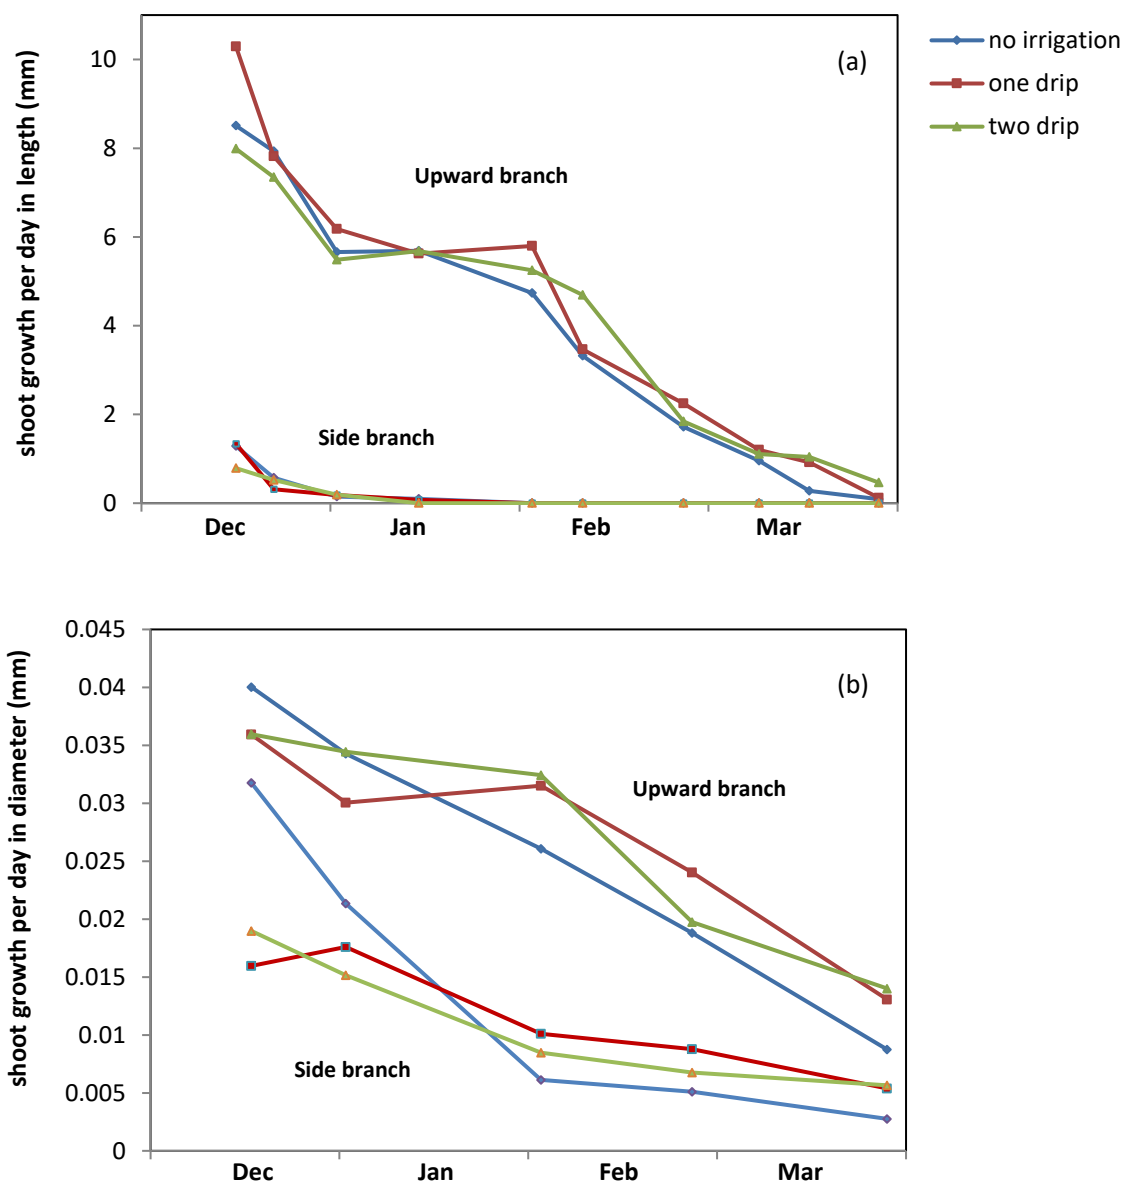 shoot growth per day in length (mm)
10
8
6
4
2
0
(a)
Upward branch
Side branch
Dec Jan Feb Mar
no irrigation
one drip
two drip
shoot growth per day in diameter (mm)
0.045
0.04
0.035
0.03
0.025
0.02
0.015
0.01
0.005
0
(b)
Upward branch
Side branch
Dec Jan Feb Mar